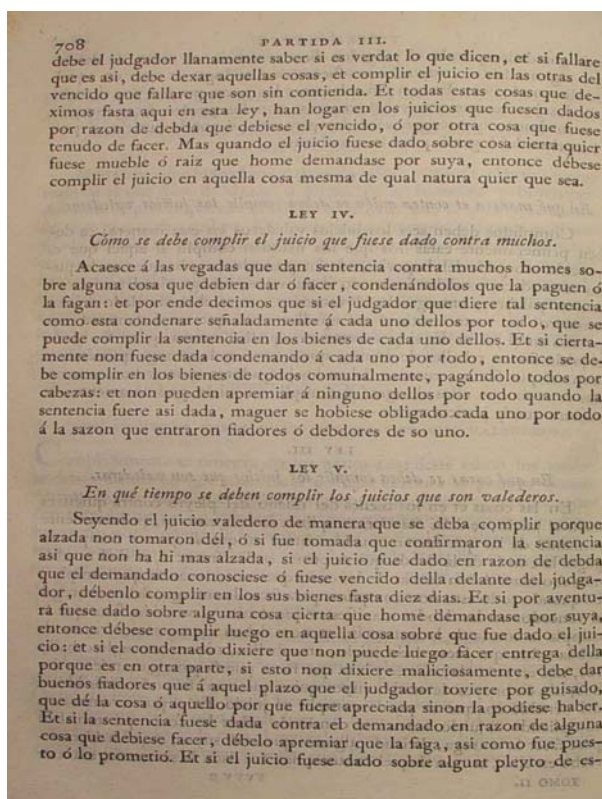 708
PARTIDA III.
debe el judgador llanamente saber si es verdat lo que dicen, et si fallare
que es asi, debe dexar aquellas cosas, et complir el juicio en las otras del
vencido que fallare que son sin contienda. Et todas estas cosas que de-
ximos fasta aqui en esta ley, han logar en los juicios que fuesen dados
por razon de debda que debiese el vencido, ó por otra cosa que fuese
tenudo de facer. Mas quando el juicio fuese dado sobre cosa cierta quier
fuese mueble ó raiz que home demandase por suya, entonce débese
complir el juicio en aquella cosa mesma de qual natura quier que sea.
LEY IV.
Cómo se debe complir el juicio que fuese dado contra muchos.
Acaesce á las vegadas que dan sentencia contra muchos homes so-
bre alguna cosa que debien dar ó facer, condenándolos que la paguen ó
la fagan: et por ende decimos que si el judgador que diere tal sentencia
como esta condenare señaladamente á cada uno dellos por todo, que se
puede complir la sentencia en los bienes de cada uno dellos. Et si cierta-
mente non fuese dada condenando á cada uno por todo, entonce se de-
be complir en los bienes de todos comunalmente, pagándolo todos por
cabezas: et non pueden apremiar á ninguno dellos por todo quando la
sentencia fuere asi dada, maguer se hobiese obligado cada uno por todo
á la sazon que entraron fiadores ó debdores de so uno.
LEY V.
En qué tiempo se deben complir los juicios que son valederos.
Seyendo el juicio valedero de manera que se deba complir porque
alzada non tomaron dél, ó si fue tomada que confirmaron la sentencia
asi que non ha hi mas alzada, si el juicio fue dado en razon de debda
que el demandado conosciese ó fuese vencido della delante del judga-
dor, débenlo complir en los sus bienes fasta diez dias. Et si por aventu-
ra fuese dado sobre alguna cosa cierta que home demandase por suya,
entonce débese complir luego en aquella cosa sobre que fue dado el jui-
cio: et si el condenado dixiere que non puede luego facer entrega della
porque es en otra parte, si esto non dixiere maliciosamente, debe dar
buenos fiadores que á aquel plazo que el judgador toviere por guisado,
que dé la cosa ó aquello por que fuere apreciada sinon la podiese haber.
Et si la sentencia fuese dada contra el demandado en razon de alguna
cosa que debiese facer, débelo apremiar que la faga, asi como fue pues-
to ó lo prometió. Et si el juicio fuese dado sobre algunt pleyto de es-